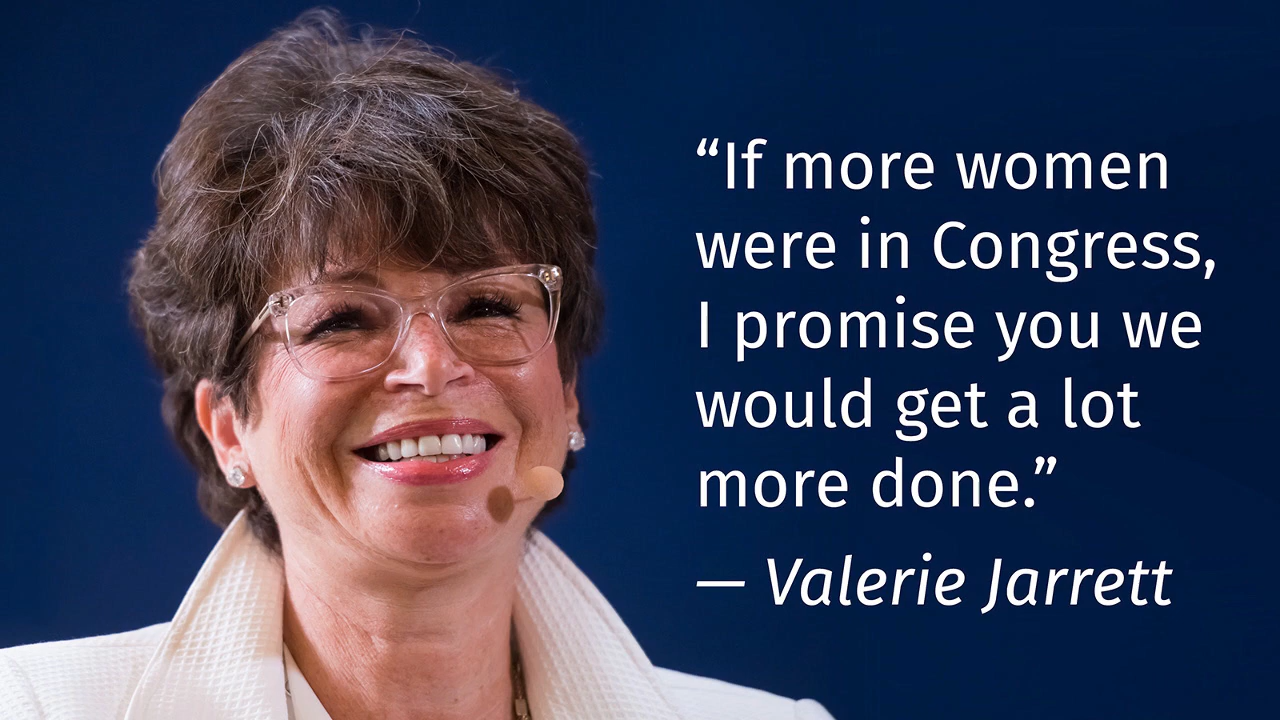 “If more women
were in Congress,
I promise you we
would get a lot
more done.”
— Valerie Jarrett